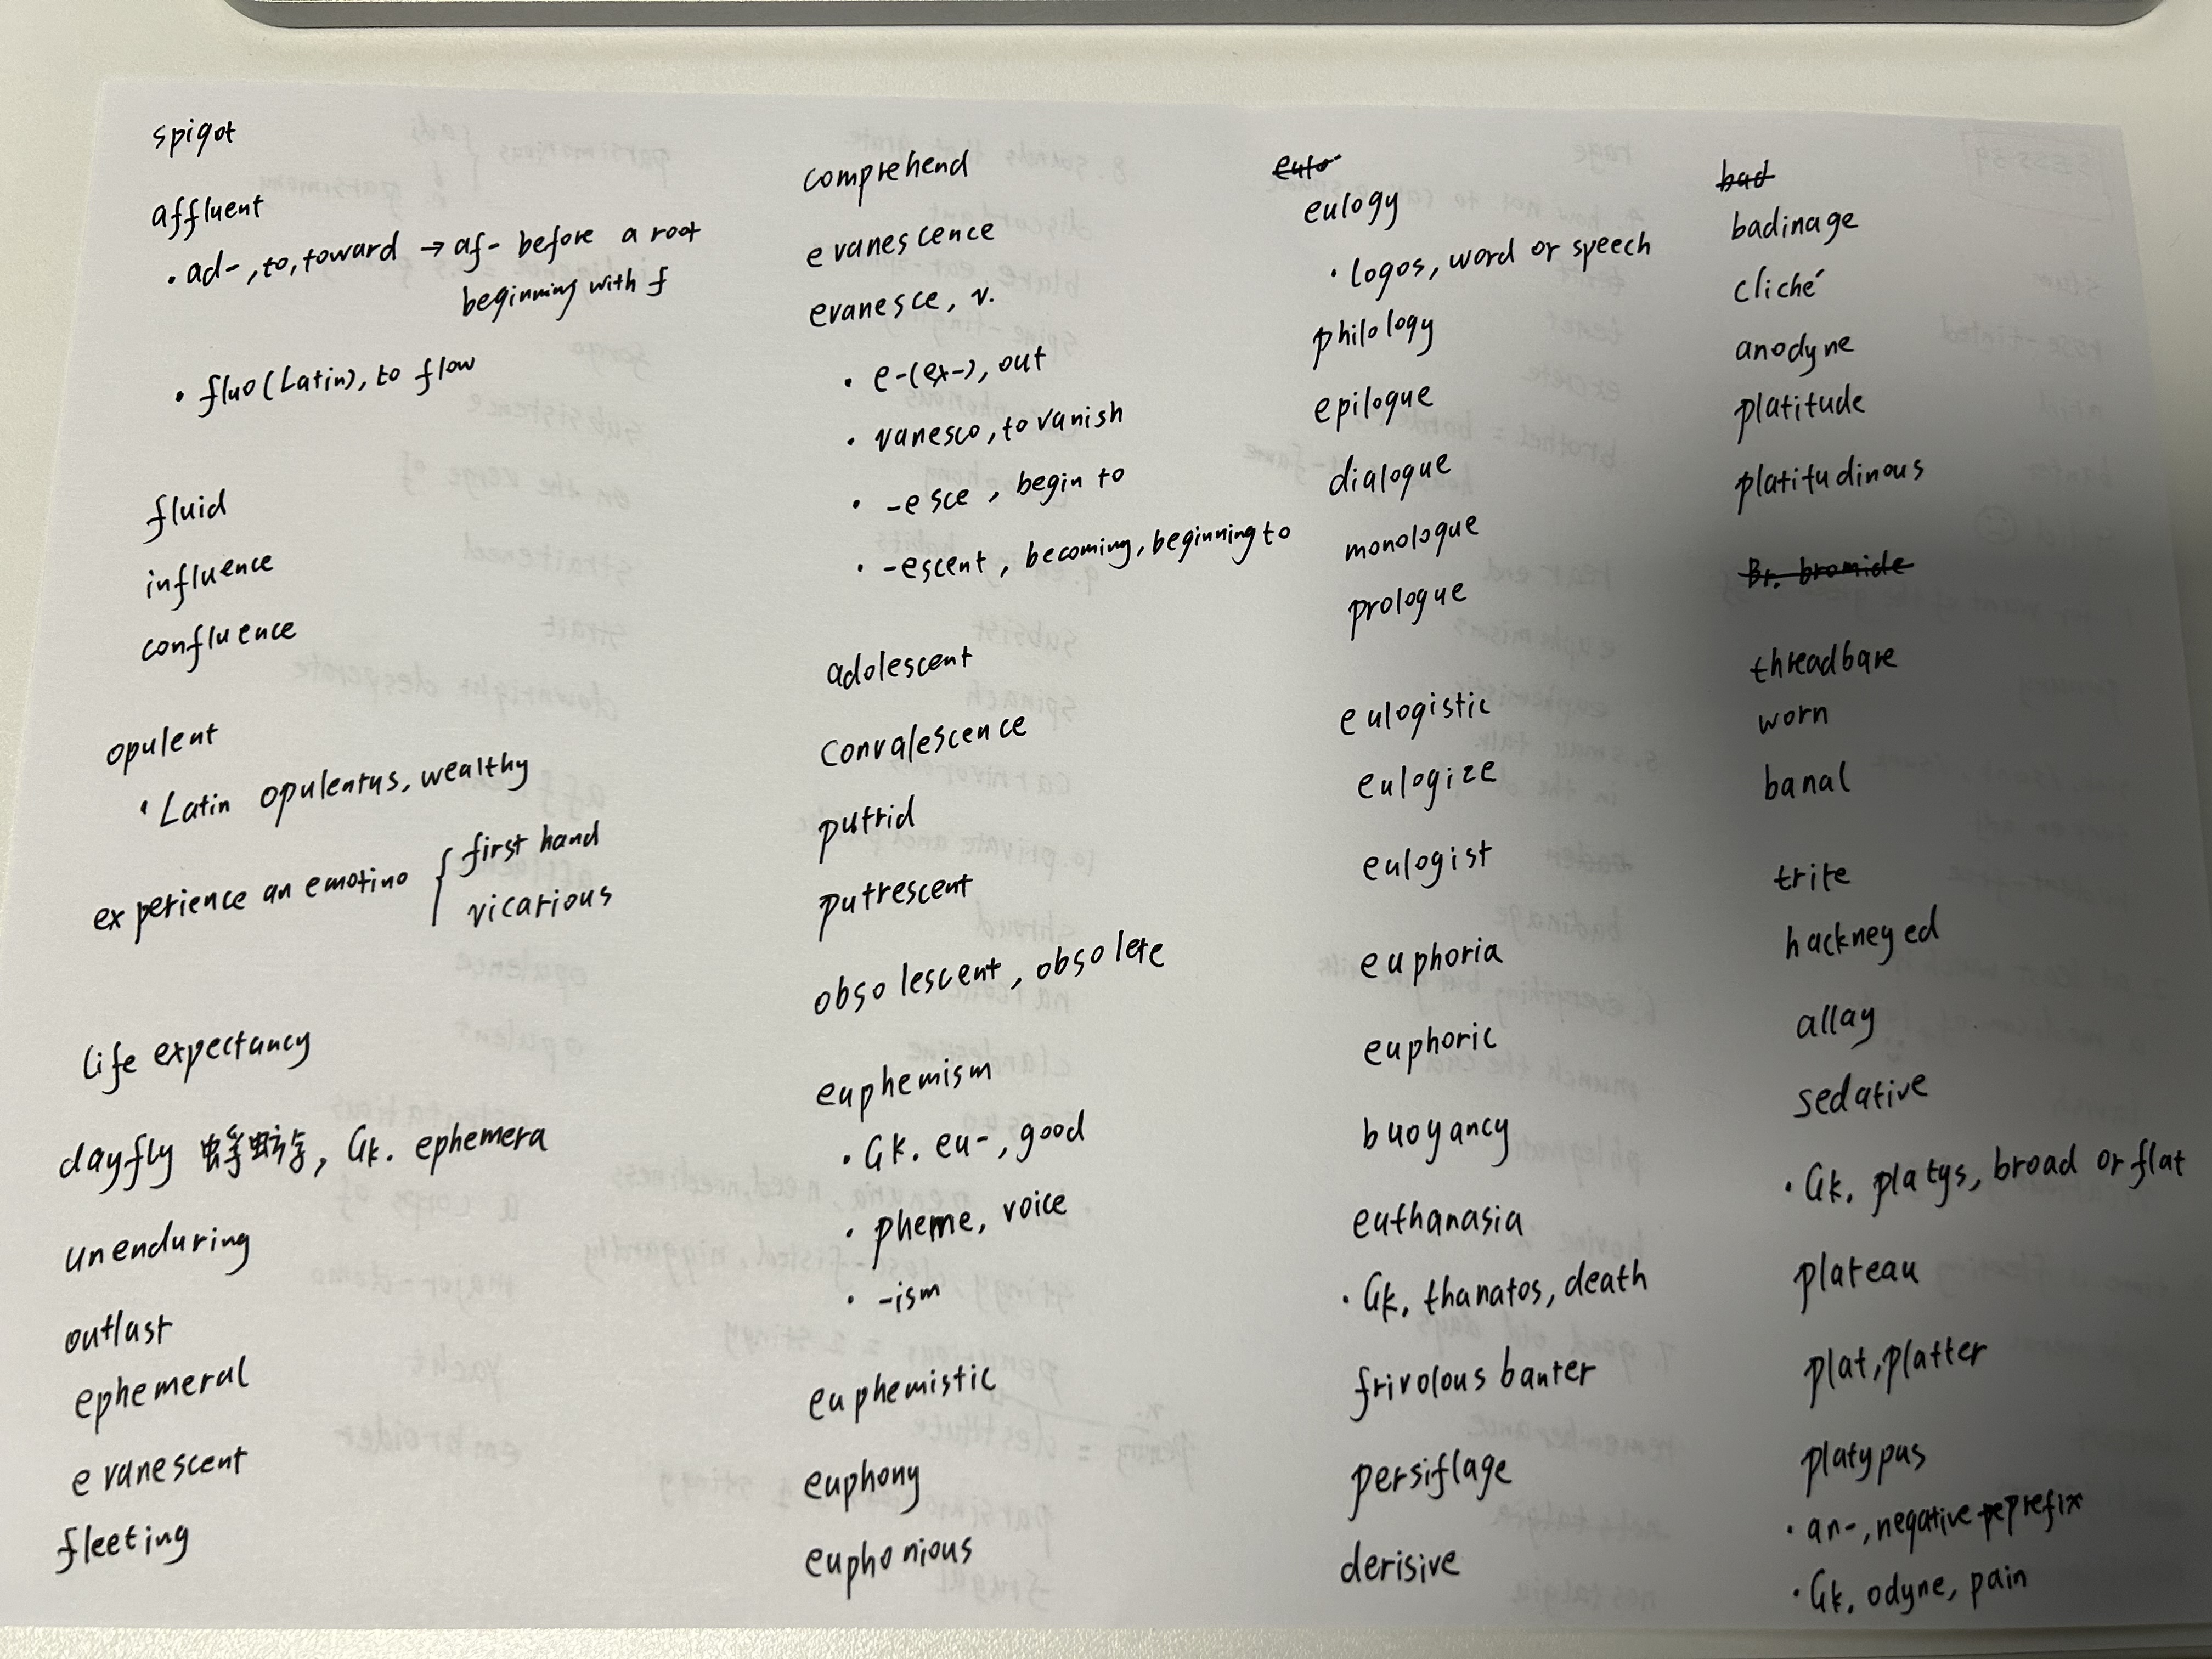 spigot
affluent
• ad-, to, toward → af- before a root
beginning with f
• fluo (Latin), to flow
fluid
influence
confluence
opulent
• Latin opulentus, wealthy
experience an emotino { first hand
vicarious
life expectancy
dayfly 蜉蝣, Gk. ephemera
unenduring
outlast
ephemeral
evanescent
fleeting
comprehend
evanescence
evanesce, v.
• e-(ex-), out
• vanesco, to vanish
• -esce, begin to
• -escent, becoming, beginning to
adolescent
convalescence
putrid
putrescent
obsolescent, obsolete
euphemism
• Gk. eu-, good
• pheme, voice
• -ism
euphemistic
euphony
euphonious
eulogy
• logos, word or speech
philology
epilogue
dialogue
monologue
prologue
eulogistic
eulogize
eulogist
euphoria
euphoric
buoyancy
euthanasia
• Gk. thanatos, death
frivolous banter
persiflage
derisive
bad
badinage
cliché
anodyne
platitude
platitudinous
Br. bromide
threadbare
worn
banal
trite
hackneyed
allay
sedative
• Gk. platys, broad or flat
plateau
plat, platter
platypus
• an-, negative prefix
• Gk. odyne, pain